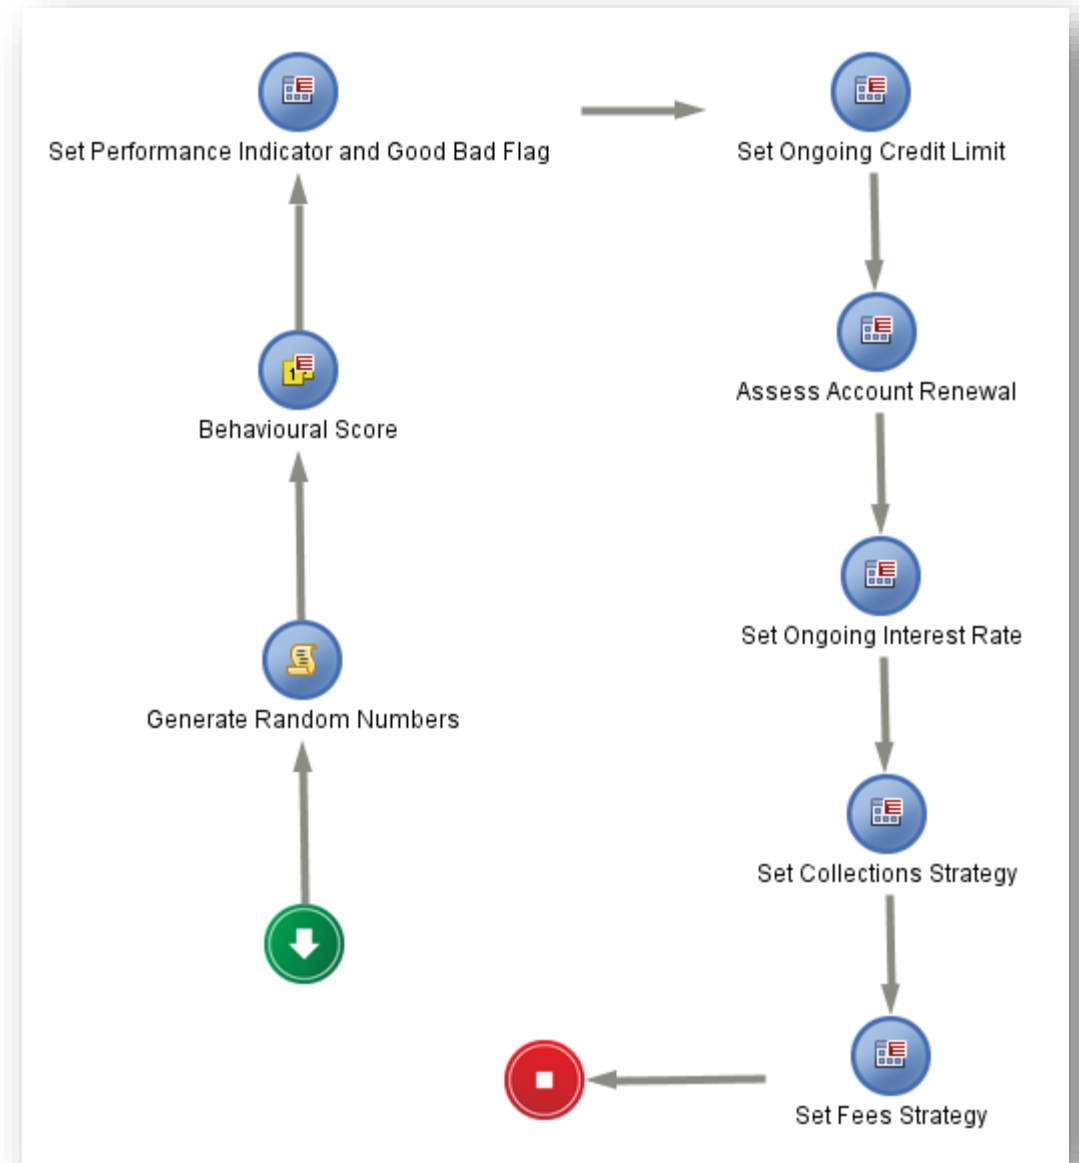 Set Performance Indicator and Good Bad Flag
Set Ongoing Credit Limit
Behavioural Score
Assess Account Renewal
Generate Random Numbers
Set Ongoing Interest Rate
Set Collections Strategy
Set Fees Strategy